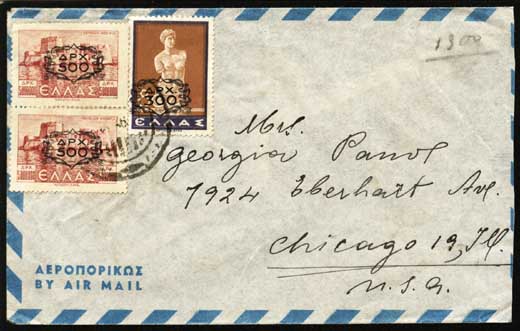 1300
ΔΡΧ.
500
ΕΛΛΑΣ
ΔΡΧ.
500
ΕΛΛΑΣ
ΔΡΧ.
300
ΕΛΛΑΣ
Mrs.
Georgia Panos
7924 Eberhart Av.
Chicago 19, Ill.
U.S.A.
ΑΕΡΟΠΟΡΙΚΩΣ
BY AIR MAIL